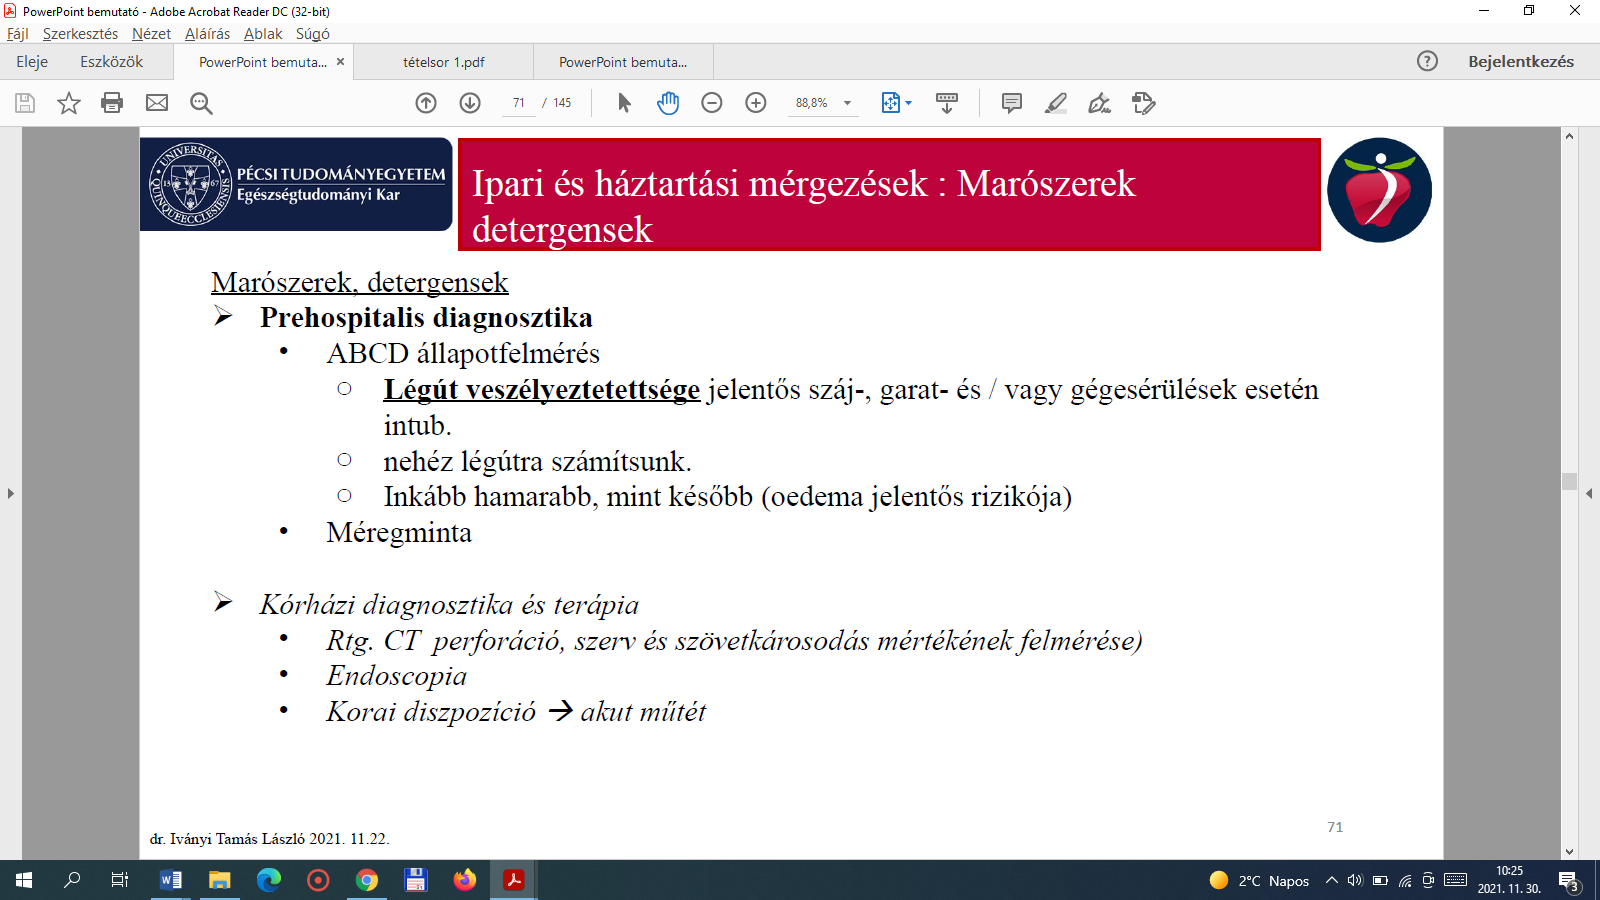 PowerPoint bemutató - Adobe Acrobat Reader DC (32-bit)
Fájl Szerkesztés Nézet Aláírás Ablak Súgó
Eleje Eszközök PowerPoint bemuta... × tételsor 1.pdf PowerPoint bemuta... ? Bejelentkezés
71 / 145 88,8%
UNIVERSITAS QUINQUEECCLESIENSIS
1367
PÉCSI TUDOMÁNYEGYETEM
Egészségtudományi Kar
Ipari és háztartási mérgezések : Marószerek
detergensek
Marószerek, detergensek
➢ Prehospitalis diagnosztika
• ABCD állapotfelmérés
○ Légút veszélyeztetettsége jelentős száj-, garat- és / vagy gégesérülések esetén
intub.
○ nehéz légútra számítsunk.
○ Inkább hamarabb, mint később (oedema jelentős rizikója)
• Méregminta
➢ Kórházi diagnosztika és terápia
• Rtg. CT perforáció, szerv és szövetkárosodás mértékének felmérése)
• Endoscopia
• Korai diszpozíció → akut műtét
71
dr. Iványi Tamás László 2021. 11.22.
2°C Napos
10:25
2021. 11. 30.
3